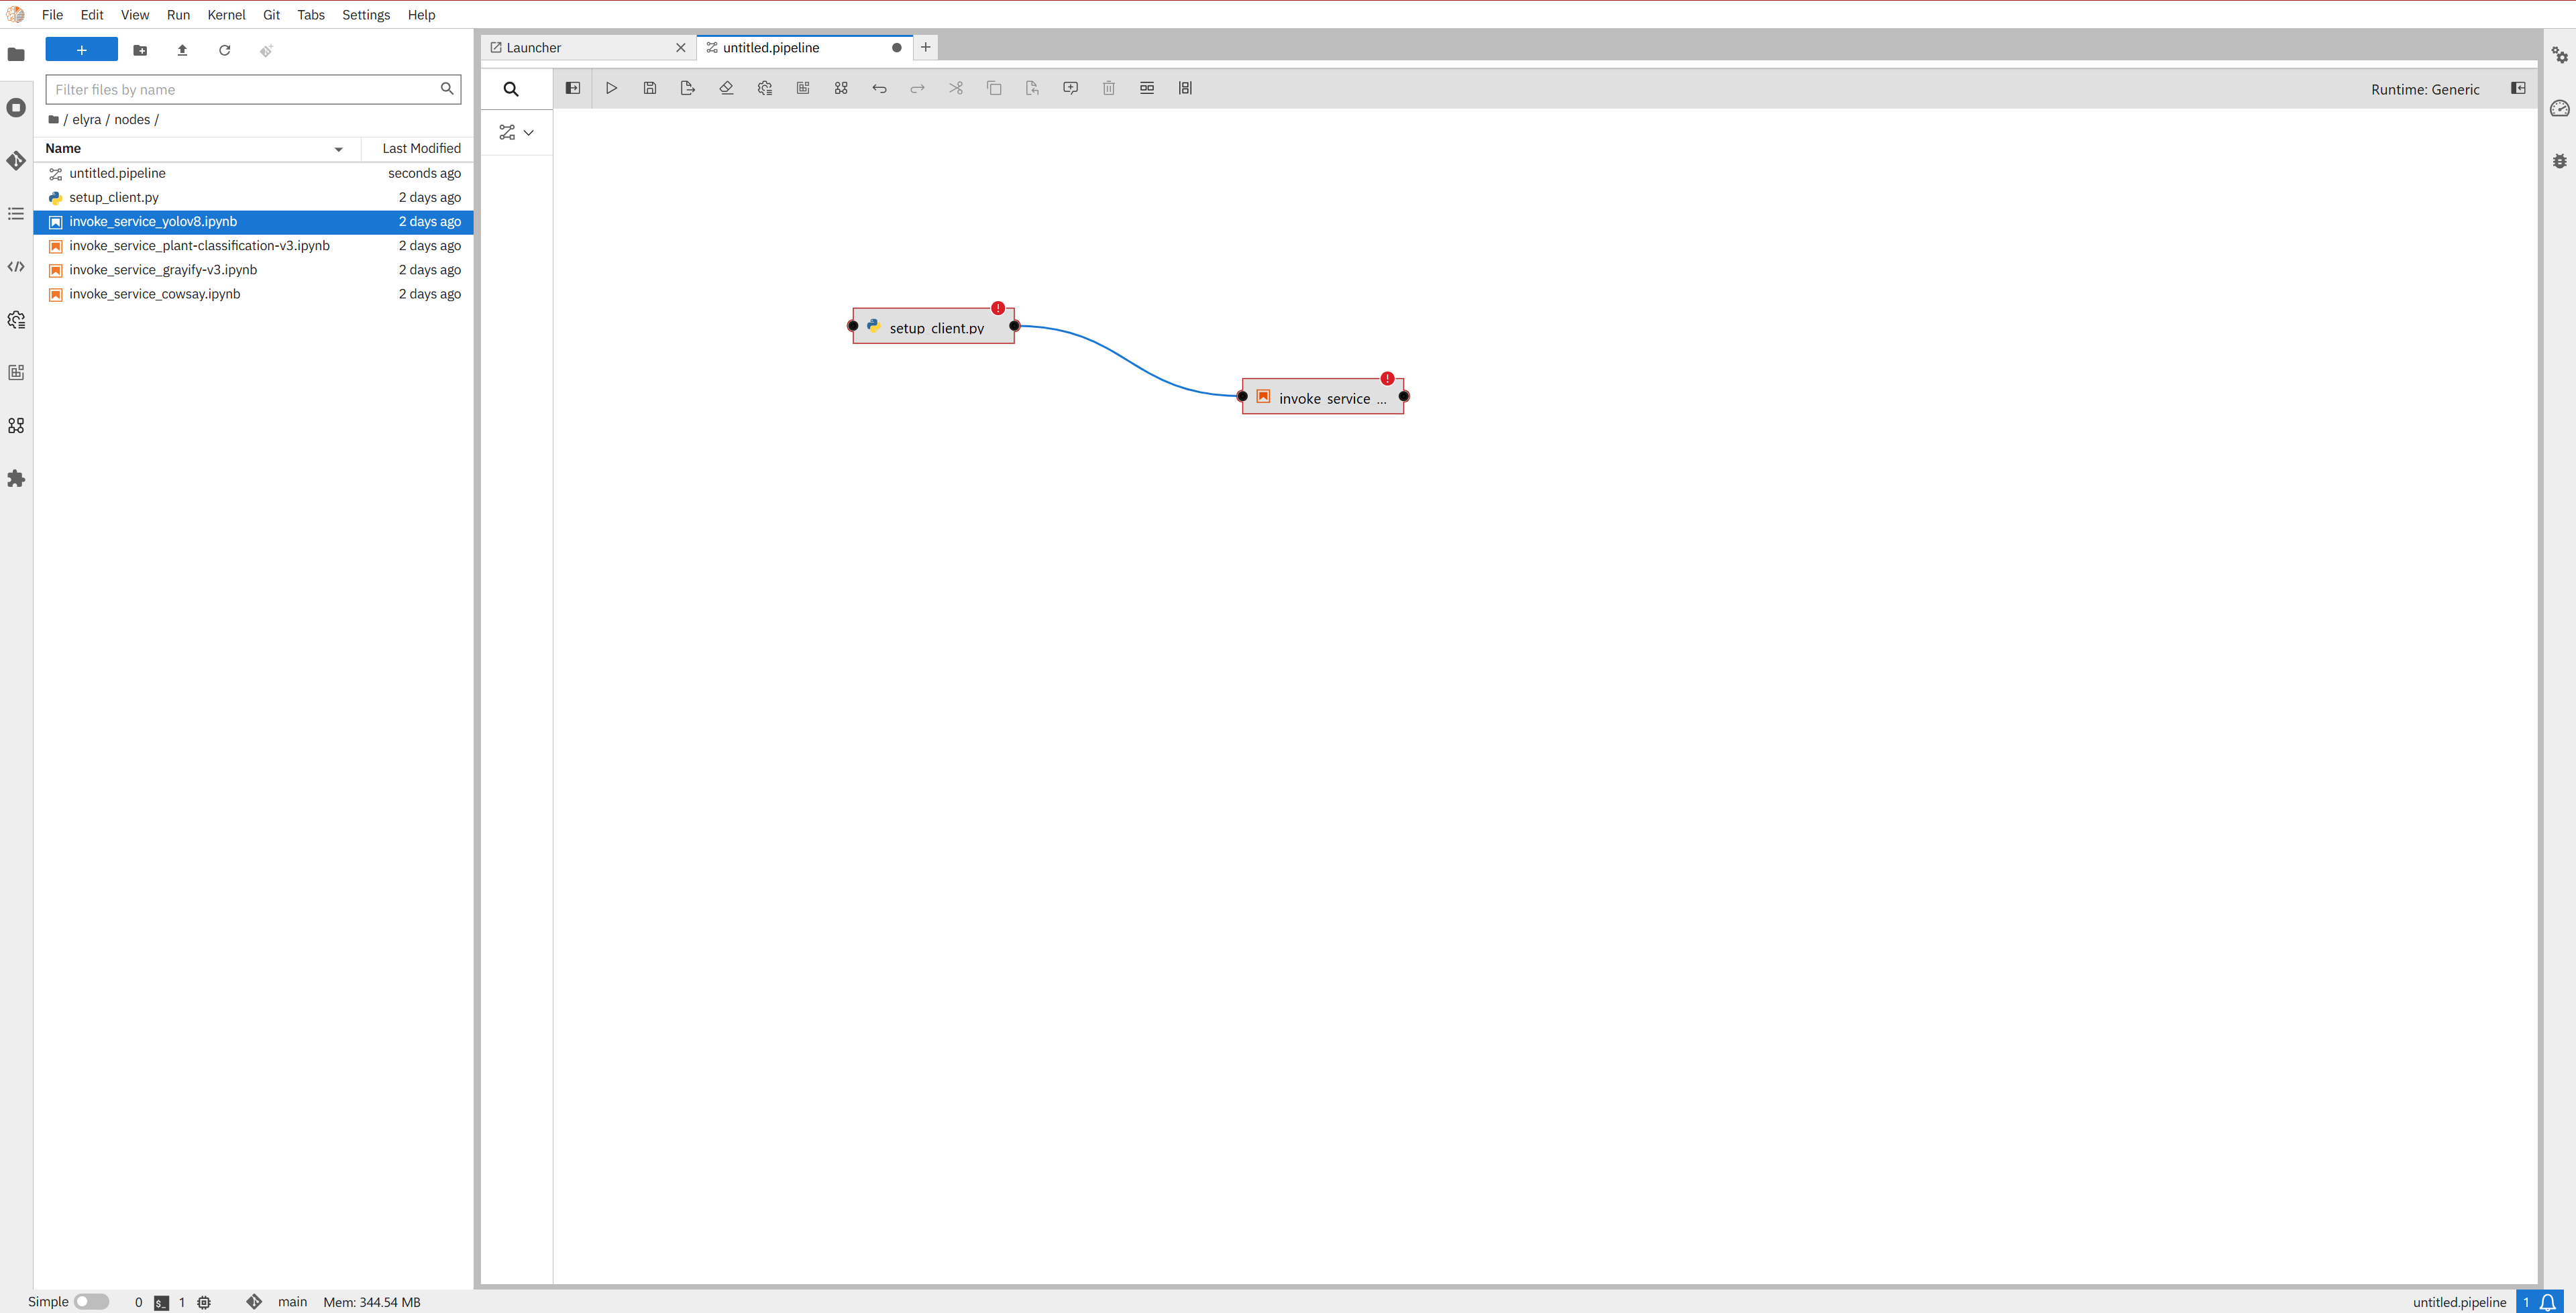 File Edit View Run Kernel Git Tabs Settings Help
+
Launcher
untitled.pipeline
+
Filter files by name
Runtime: Generic
/ elyra / nodes /
Name Last Modified
untitled.pipeline seconds ago
setup_client.py 2 days ago
invoke_service_yolov8.ipynb 2 days ago
invoke_service_plant-classification-v3.ipynb 2 days ago
invoke_service_grayify-v3.ipynb 2 days ago
invoke_service_cowsay.ipynb 2 days ago
setup_client.py
invoke_service_...
Simple 0 $_ 1 main Mem: 344.54 MB untitled.pipeline 1